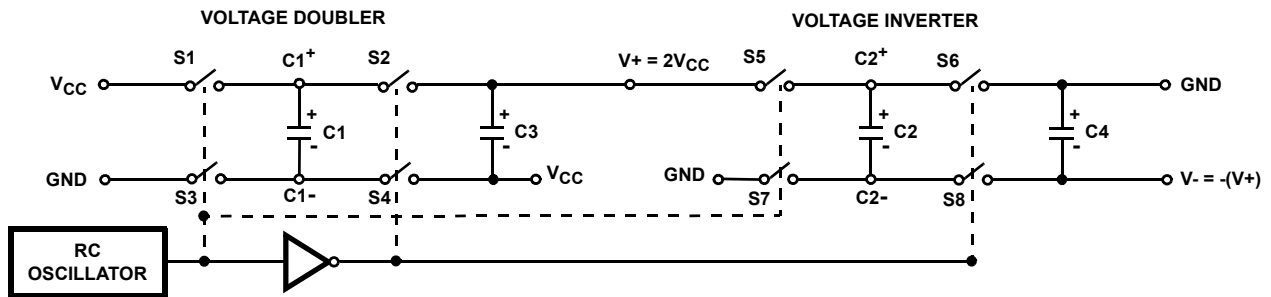 VOLTAGE DOUBLER
VOLTAGE INVERTER
S1
C1+
S2
V+ = 2VCC
S5
C2+
S6
VCC
GND
+
C1
-
+
C3
-
+
C2
-
+
C4
-
GND
VCC
GND
V- = -(V+)
S3
C1-
S4
S7
C2-
S8
RC
OSCILLATOR